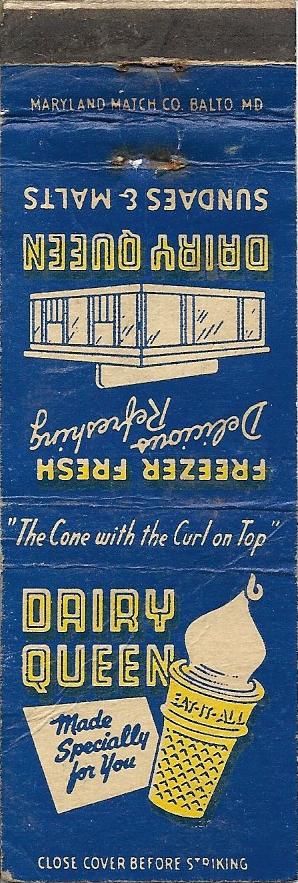 MARYLAND MATCH CO. BALTO. MD
FREEZER FRESH
Delicious
Refreshing
DAIRY QUEEN
SUNDAES & MALTS
"The Cone with the Curl on Top"
DAIRY
QUEEN
EAT-IT-ALL
Made
Specially
for You
CLOSE COVER BEFORE STRIKING